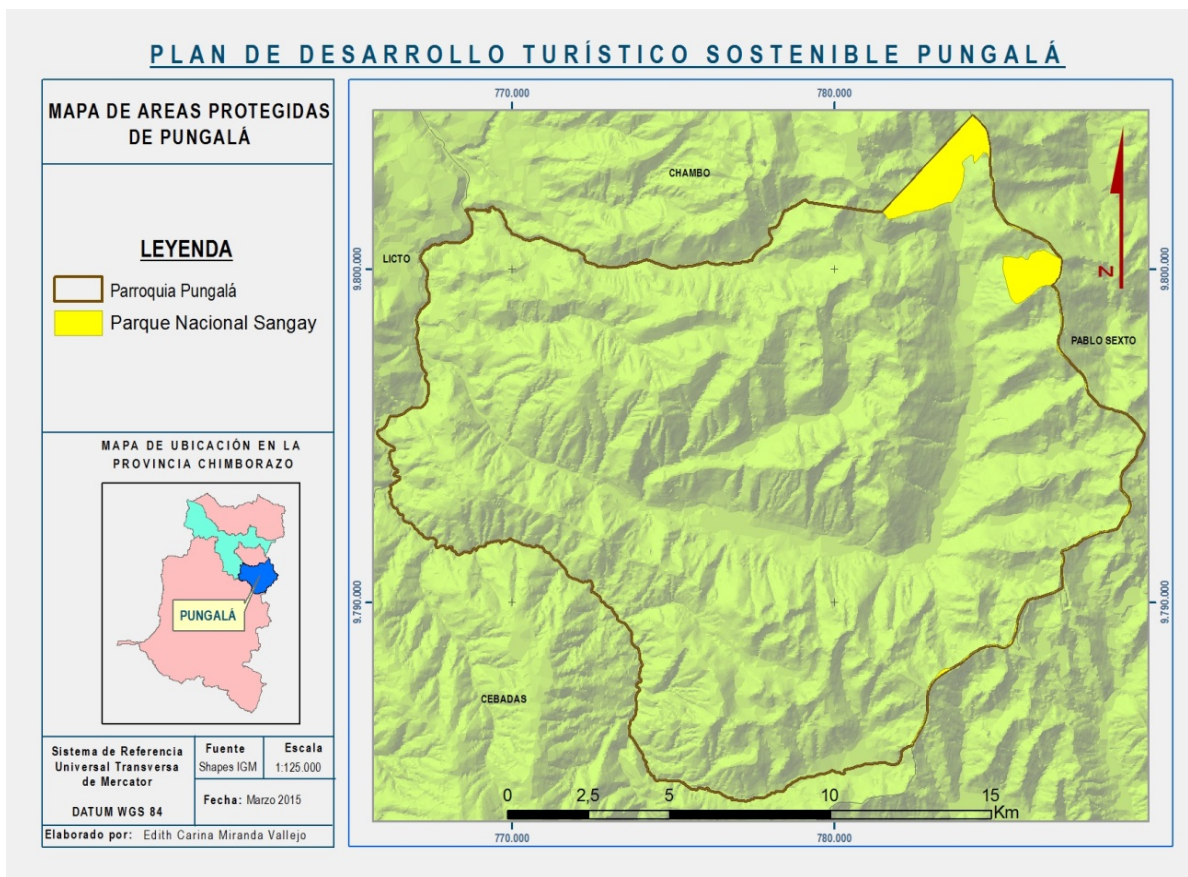 PLAN DE DESARROLLO TURÍSTICO SOSTENIBLE PUNGALÁ
MAPA DE AREAS PROTEGIDAS
DE PUNGALÁ
LEYENDA
Parroquia Pungalá
Parque Nacional Sangay
MAPA DE UBICACIÓN EN LA
PROVINCIA CHIMBORAZO
PUNGALÁ
Sistema de Referencia
Universal Transversa
de Mercator
DATUM WGS 84
Fuente
Shapes IGM
Escala
1:125.000
Fecha: Marzo 2015
Elaborado por: Edith Carina Miranda Vallejo
770.000
780.000
CHAMBO
LICTO
9.800.000
9.800.000
N
PABLO SEXTO
9.790.000
9.790.000
CEBADAS
0
2,5
5
10
15
Km
770.000
780.000